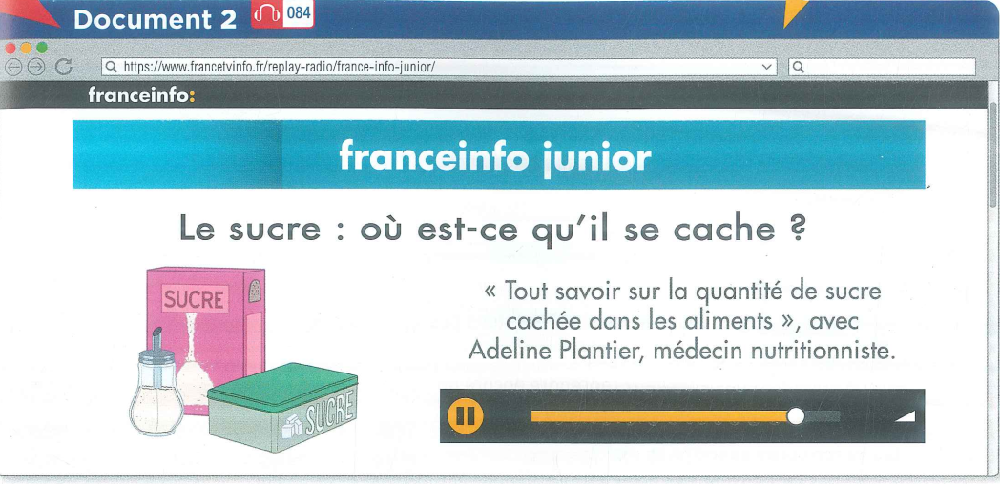 Document 2 084
https://www.francetvinfo.fr/replay-radio/france-info-junior/
franceinfo:
franceinfo junior
Le sucre : où est-ce qu'il se cache ?
SUCRE
« Tout savoir sur la quantité de sucre
cachée dans les aliments », avec
Adeline Plantier, médecin nutritionniste.
SUCRE